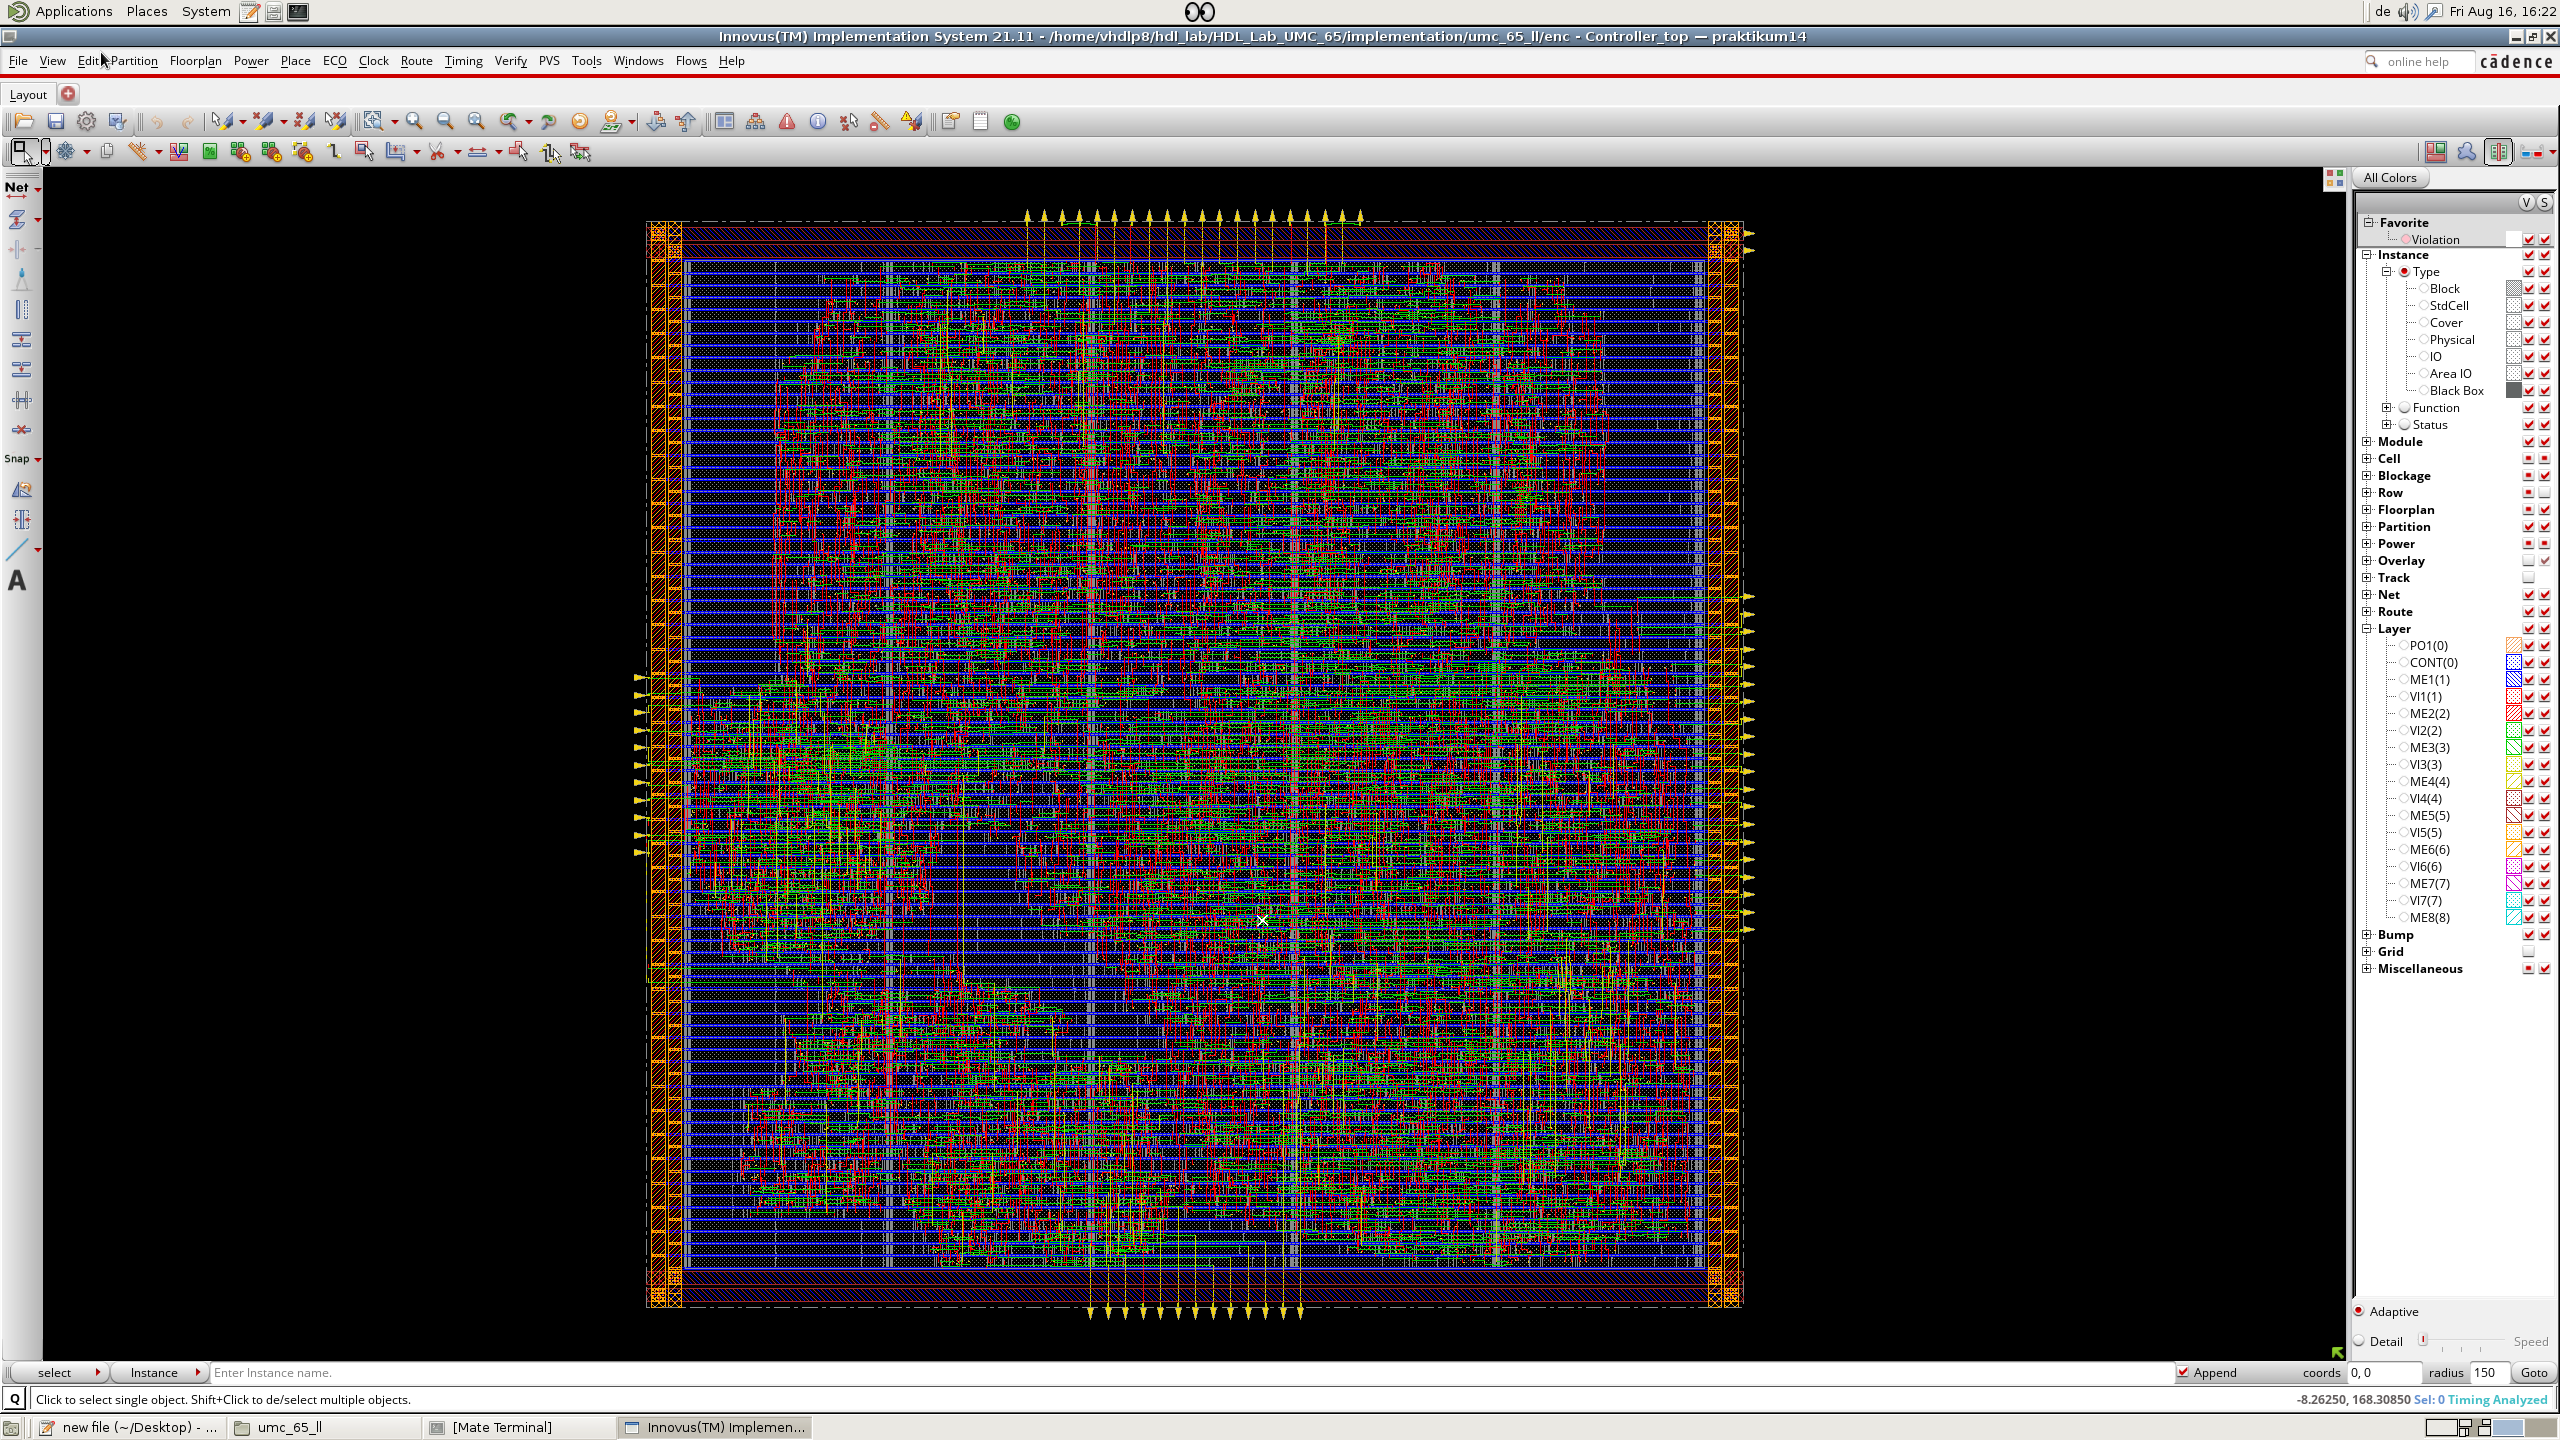 Applications Places System
de Fri Aug 16, 16:22
Innovus(TM) Implementation System 21.11 - /home/vhdlp8/hdl_lab/HDL_Lab_UMC_65/implementation/umc_65_ll/enc - Controller_top — praktikum14
File View Edit Partition Floorplan Power Place ECO Clock Route Timing Verify PVS Tools Windows Flows Help
online help cādence
Layout
Net
Snap
A
All Colors
V S
Favorite
Violation
Instance
Type
Block
StdCell
Cover
Physical
IO
Area IO
Black Box
Function
Status
Module
Cell
Blockage
Row
Floorplan
Partition
Power
Overlay
Track
Net
Route
Layer
PO1(0)
CONT(0)
ME1(1)
VI1(1)
ME2(2)
VI2(2)
ME3(3)
VI3(3)
ME4(4)
VI4(4)
ME5(5)
VI5(5)
ME6(6)
VI6(6)
ME7(7)
VI7(7)
ME8(8)
Bump
Grid
Miscellaneous
Adaptive
Detail Speed
select Instance Enter Instance name. Append coords 0, 0 radius 150 Goto
Q Click to select single object. Shift+Click to de/select multiple objects. -8.26250, 168.30850 Sel: 0 Timing Analyzed
new file (~/Desktop) - ... umc_65_ll [Mate Terminal] Innovus(TM) Implemen...